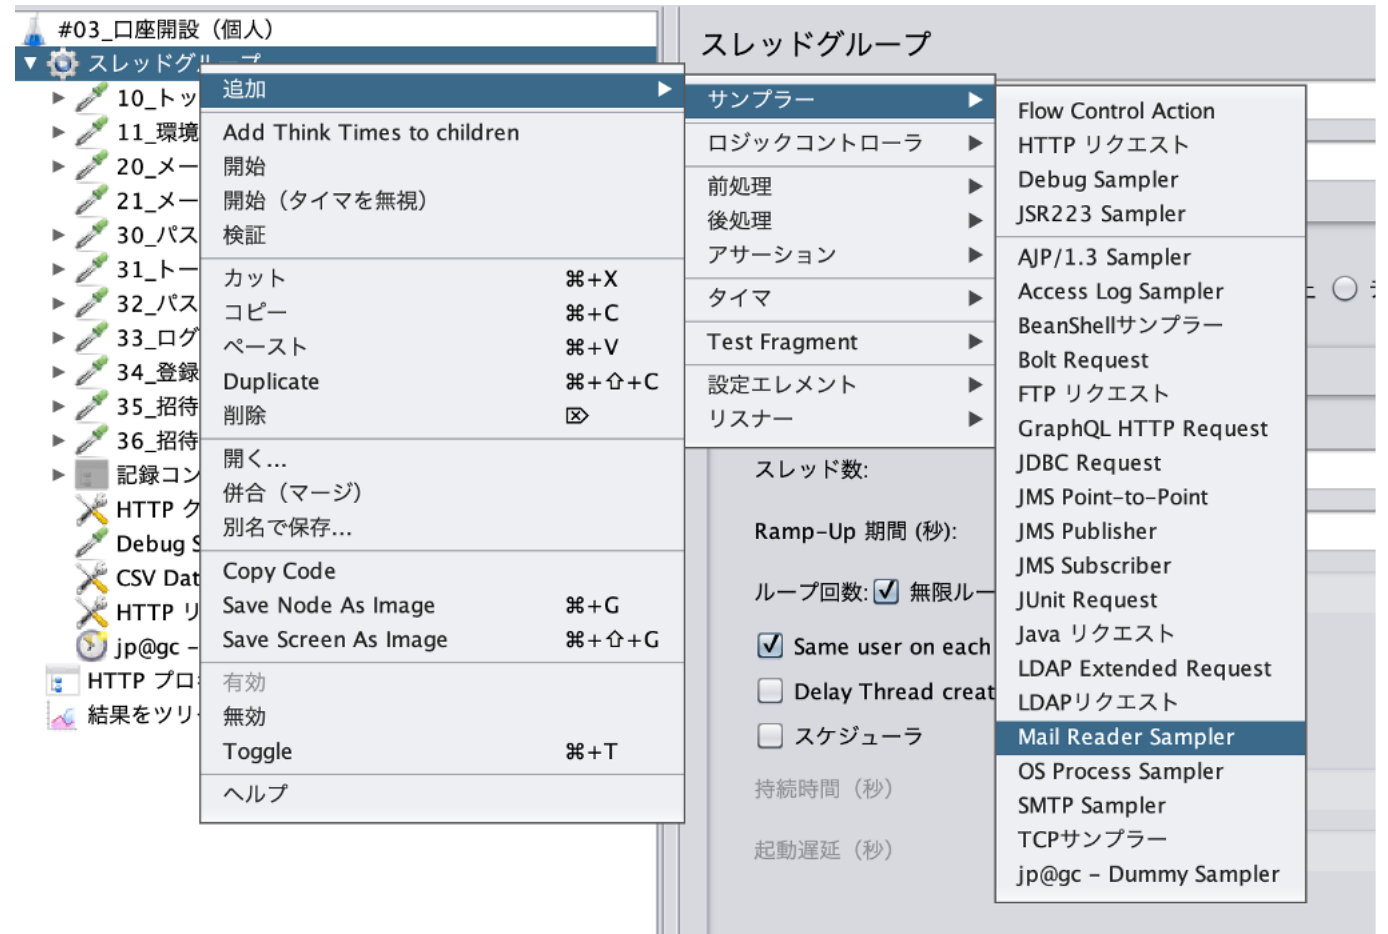 #03_口座開設（個人）
スレッドグループ
10_トッ
11_環境
20_メー
21_メー
30_パス
31_トー
32_パス
33_ログ
34_登録
35_招待
36_招待
記録コン
HTTP ク
Debug S
CSV Dat
HTTP リ
jp@gc –
HTTP プロ
結果をツリ
追加
Add Think Times to children
開始
開始（タイマを無視）
検証
カット ⌘+X
コピー ⌘+C
ペースト ⌘+V
Duplicate ⌘+⇧+C
削除 ⌦
開く...
併合（マージ）
別名で保存...
Copy Code
Save Node As Image ⌘+G
Save Screen As Image ⌘+⇧+G
有効
無効
Toggle ⌘+T
ヘルプ
スレッドグループ
サンプラー
ロジックコントローラ
前処理
後処理
アサーション
タイマ
Test Fragment
設定エレメント
リスナー
Flow Control Action
HTTP リクエスト
Debug Sampler
JSR223 Sampler
AJP/1.3 Sampler
Access Log Sampler
BeanShellサンプラー
Bolt Request
FTP リクエスト
GraphQL HTTP Request
JDBC Request
JMS Point-to-Point
JMS Publisher
JMS Subscriber
JUnit Request
Java リクエスト
LDAP Extended Request
LDAPリクエスト
Mail Reader Sampler
OS Process Sampler
SMTP Sampler
TCPサンプラー
jp@gc – Dummy Sampler
スレッド数:
Ramp-Up 期間 (秒):
ループ回数: 無限ルー
Same user on each
Delay Thread creat
スケジューラ
持続時間（秒）
起動遅延（秒）